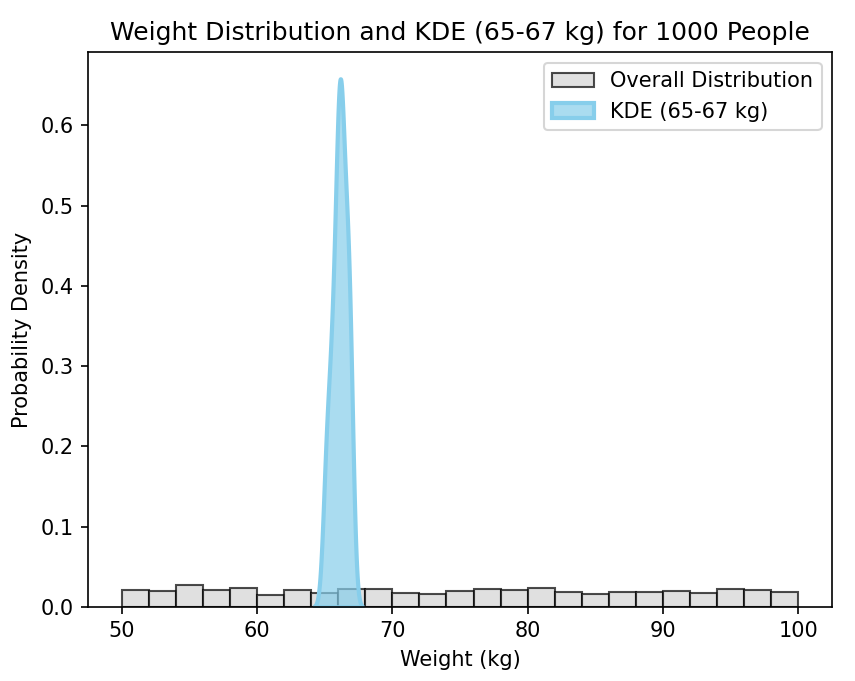 Weight Distribution and KDE (65-67 kg) for 1000 People
Overall Distribution
KDE (65-67 kg)
Probability Density
0.6
0.5
0.4
0.3
0.2
0.1
0.0
50 60 70 80 90 100
Weight (kg)